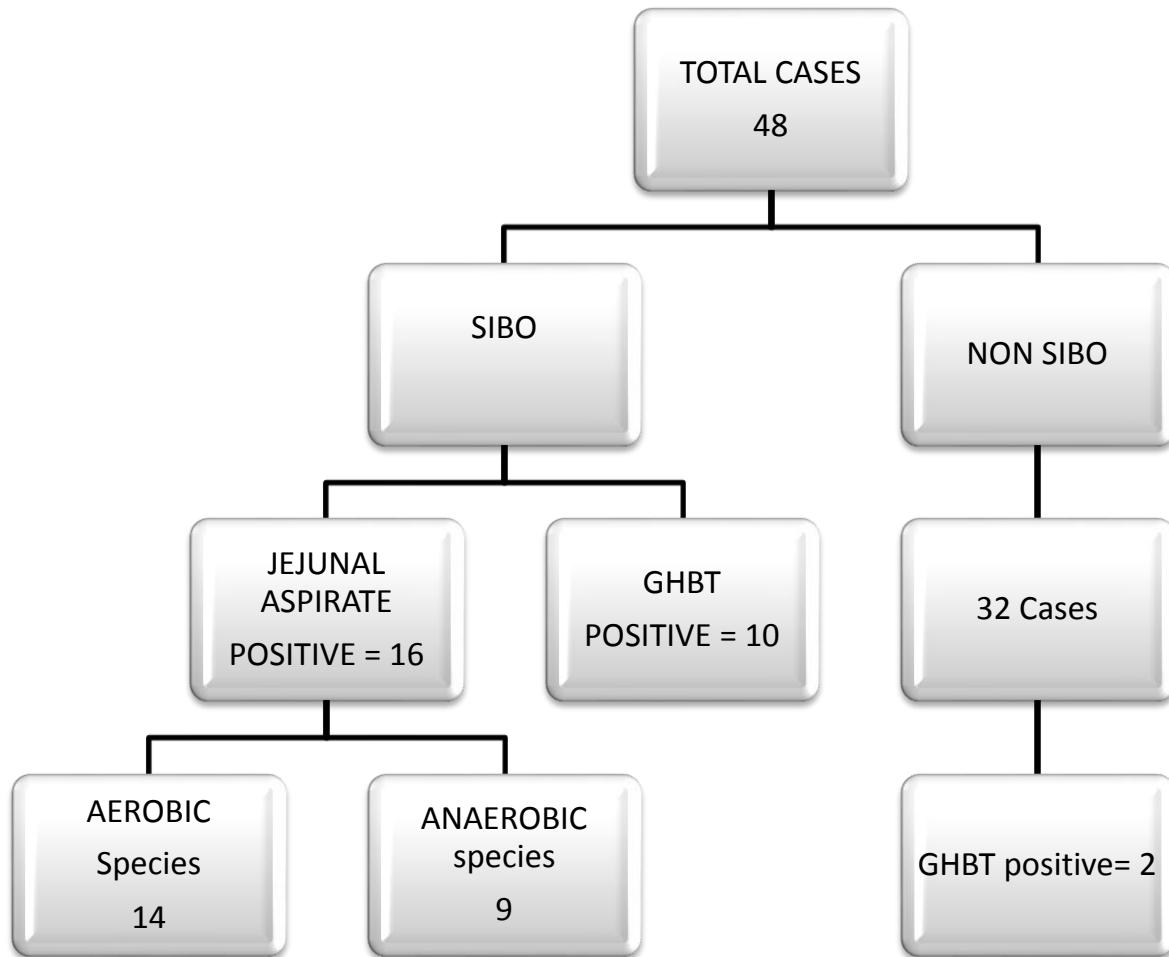 TOTAL CASES
48
SIBO
NON SIBO
JEJUNAL
ASPIRATE
POSITIVE = 16
GHBT
POSITIVE = 10
32 Cases
AEROBIC
Species
14
ANAEROBIC
species
9
GHBT positive= 2